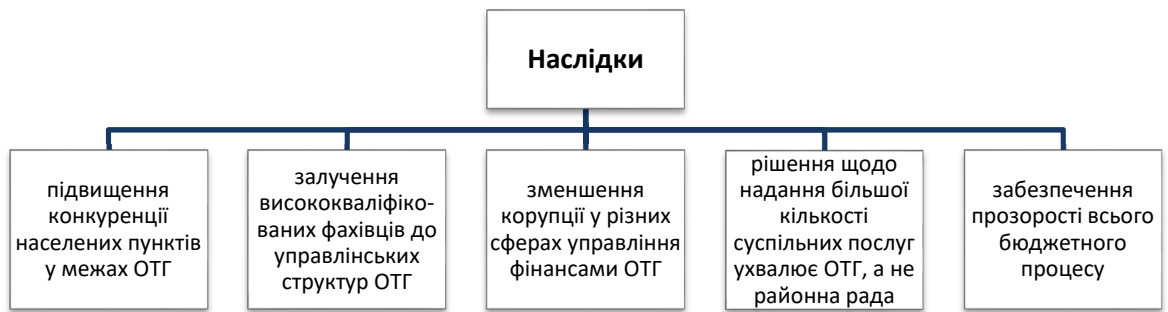 Наслідки
підвищення
конкуренції
населених пунктів
у межах ОТГ
залучення
висококваліфіко-
ваних фахівців до
управлінських
структур ОТГ
зменшення
корупції у різних
сферах управління
фінансами ОТГ
рішення щодо
надання більшої
кількості
суспільних послуг
ухвалює ОТГ, а не
районна рада
забезпечення
прозорості всього
бюджетного
процесу